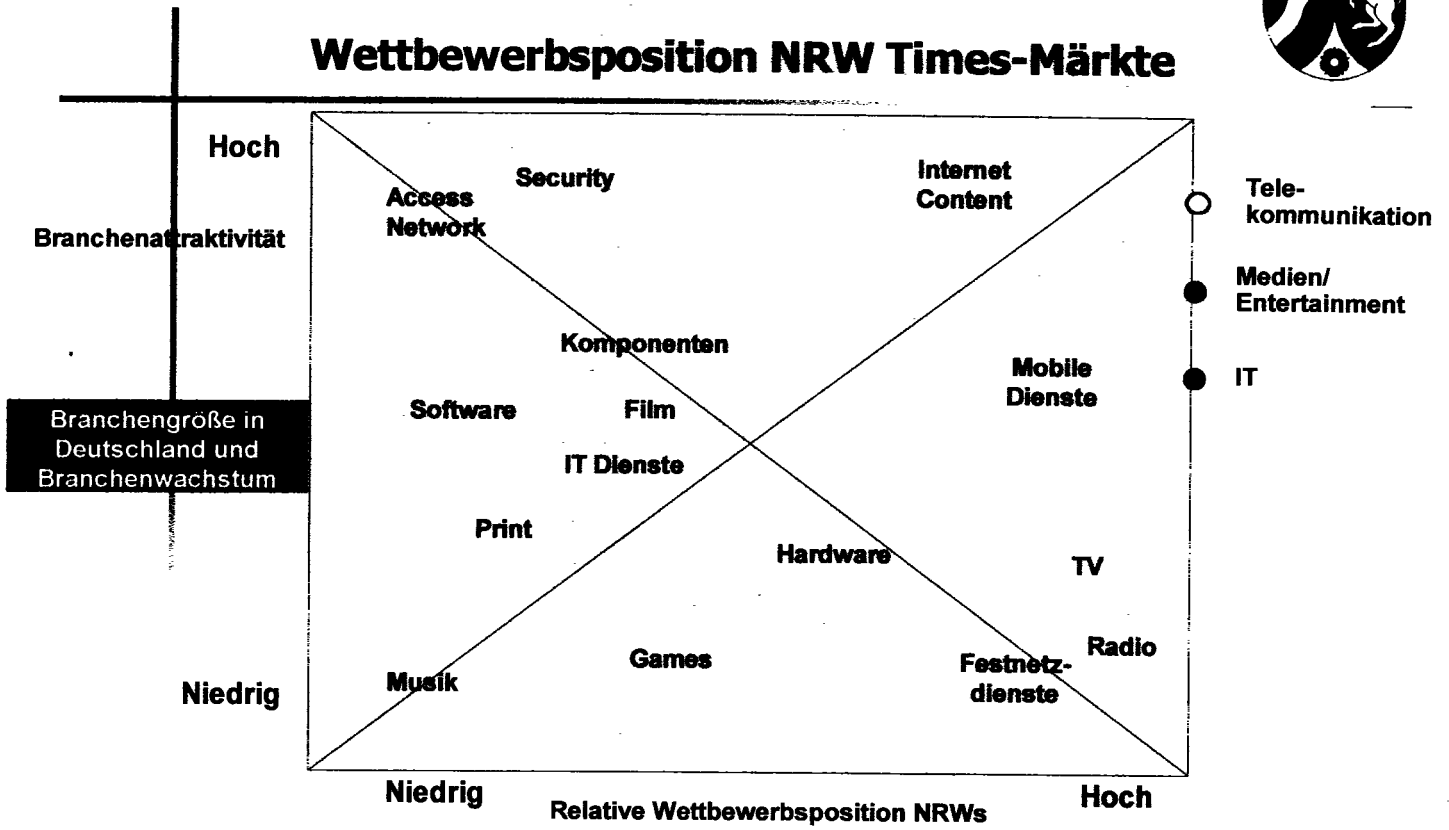 Wettbewerbsposition NRW Times-Märkte
Hoch
Branchenattraktivität
Branchengröße in
Deutschland und
Branchenwachstum
Niedrig
Security
Access
Network
Internet
Content
Komponenten
Mobile
Dienste
Software
Film
IT Dienste
Print
Hardware
TV
Games
Radio
Festnetz-
dienste
Musik
Tele-
kommunikation
Medien/
Entertainment
IT
Niedrig
Relative Wettbewerbsposition NRWs
Hoch